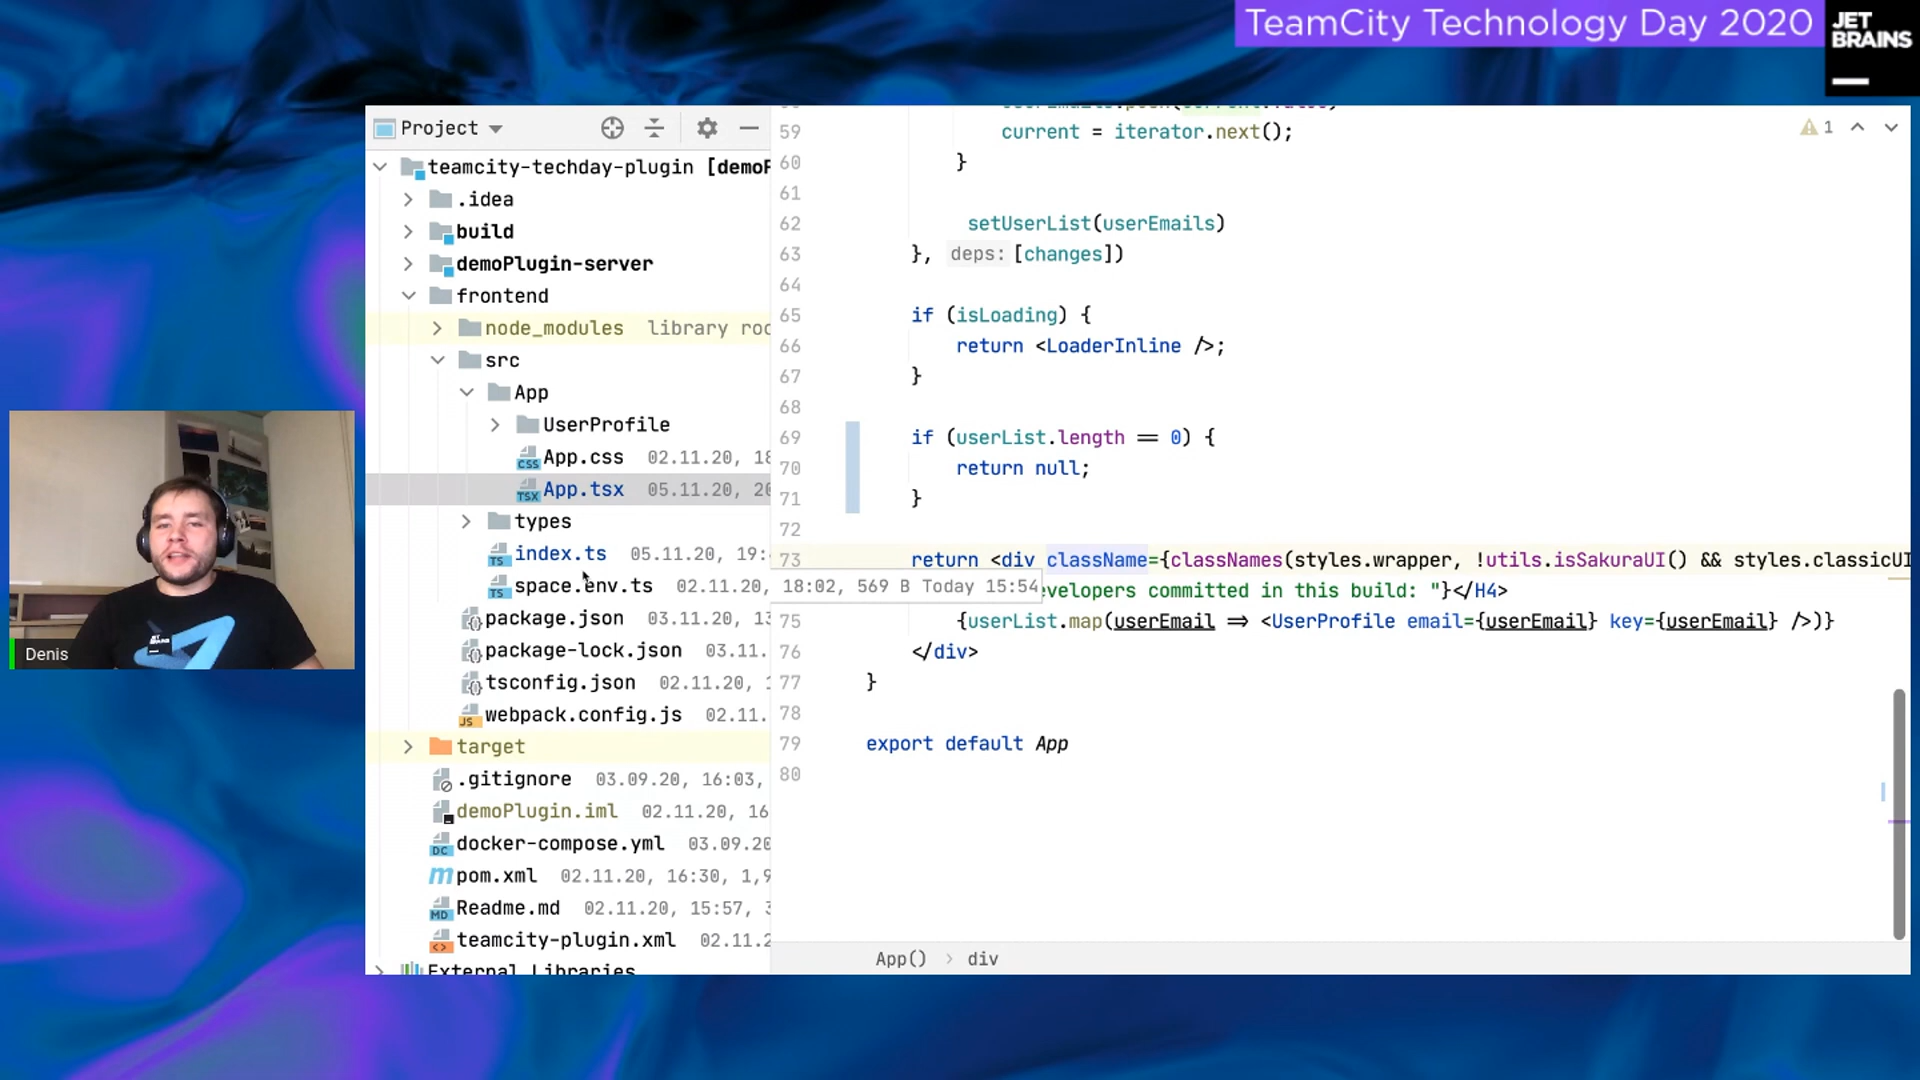 TeamCity Technology Day 2020
JET
BRAINS
Project
teamcity-techday-plugin [demoP
.idea
build
demoPlugin-server
frontend
node_modules library roo
src
App
UserProfile
App.css 02.11.20, 18
App.tsx 05.11.20, 20
types
index.ts 05.11.20, 19:
space.env.ts 02.11.20, 18:02, 569 B Today 15:54
package.json 03.11.20, 13
package-lock.json 03.11.
tsconfig.json 02.11.20, 1
webpack.config.js 02.11.
target
.gitignore 03.09.20, 16:03,
demoPlugin.iml 02.11.20, 16
docker-compose.yml 03.09.20
pom.xml 02.11.20, 16:30, 1,9
Readme.md 02.11.20, 15:57, 3
teamcity-plugin.xml 02.11.2
External Libraries
1
59 current = iterator.next();
60 }
61
62 setUserList(userEmails)
63 }, deps: [changes])
64
65 if (isLoading) {
66 return <LoaderInline />;
67 }
68
69 if (userList.length == 0) {
70 return null;
71 }
72
73 return <div className={classNames(styles.wrapper, !utils.isSakuraUI() && styles.classicUI
evelopers committed in this build: "}</H4>
75 {userList.map(userEmail => <UserProfile email={userEmail} key={userEmail} />)}
76 </div>
77 }
78
79 export default App
80
App() > div
Denis
JET
BRAINS